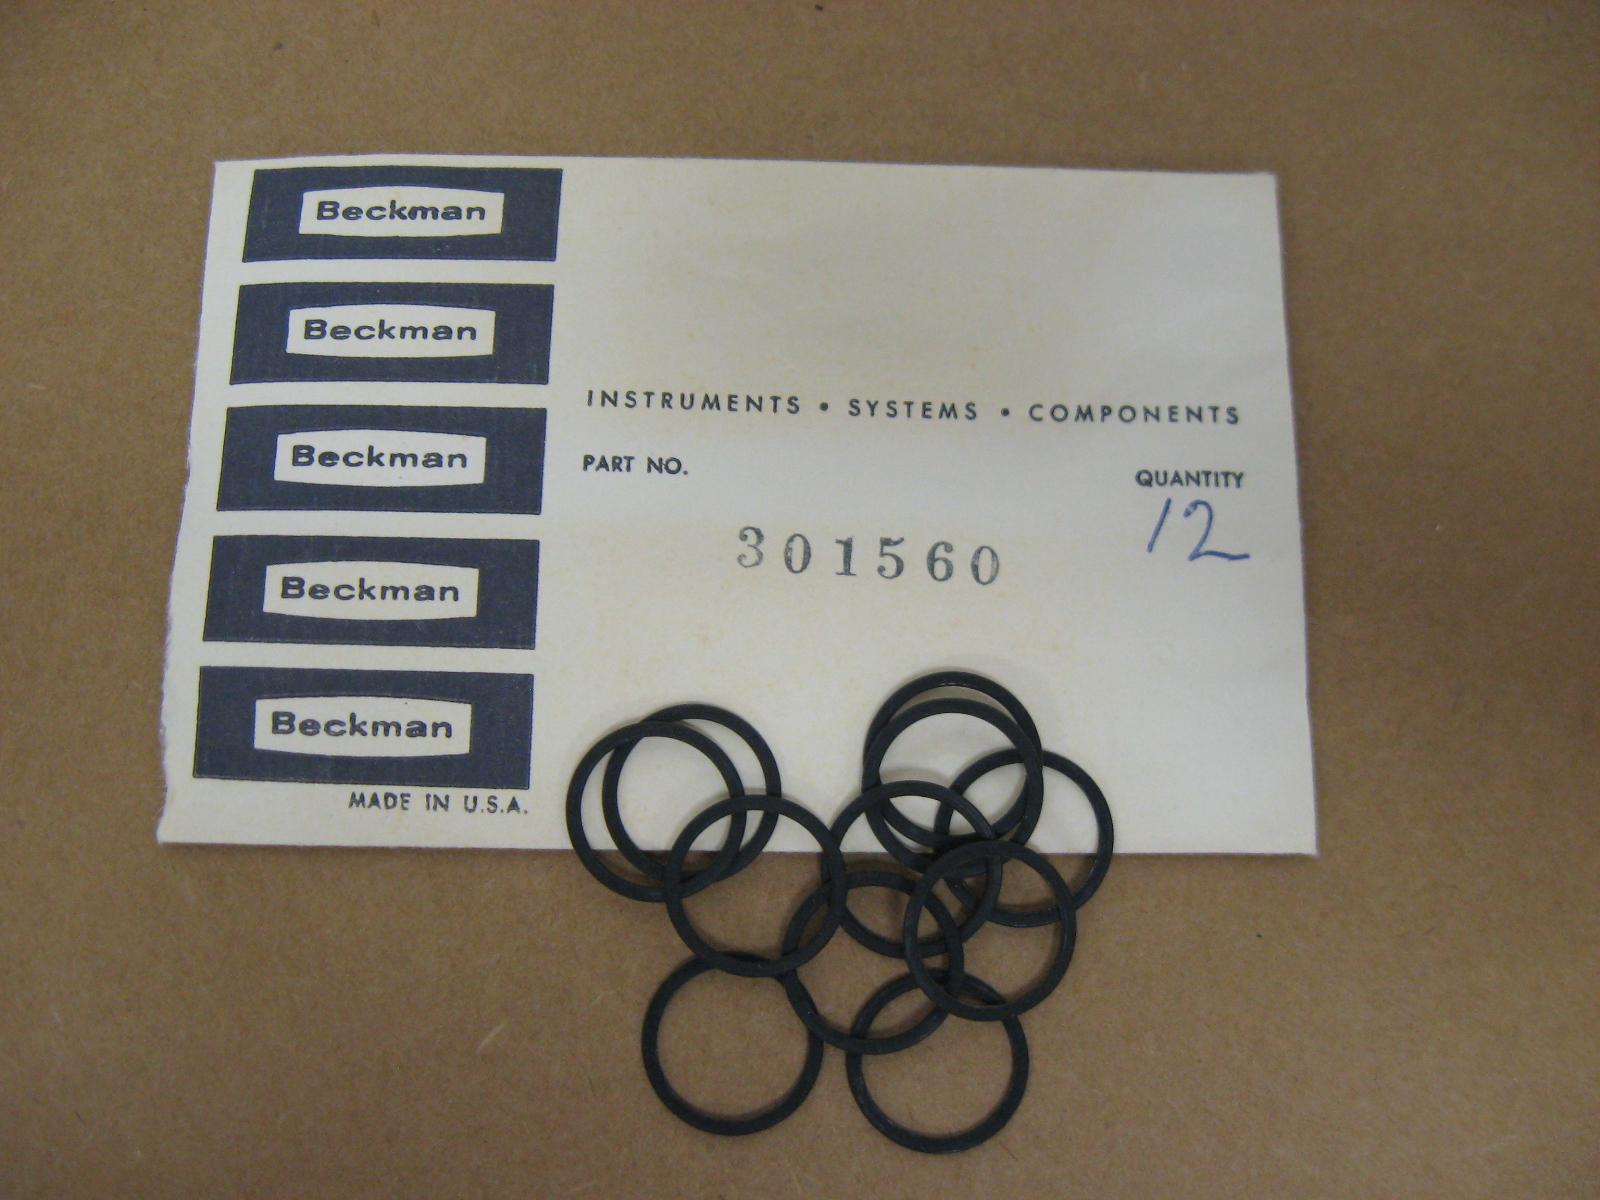 Beckman
Beckman
Beckman
Beckman
Beckman
MADE IN U.S.A.
INSTRUMENTS • SYSTEMS • COMPONENTS
PART NO.
QUANTITY
12
301560